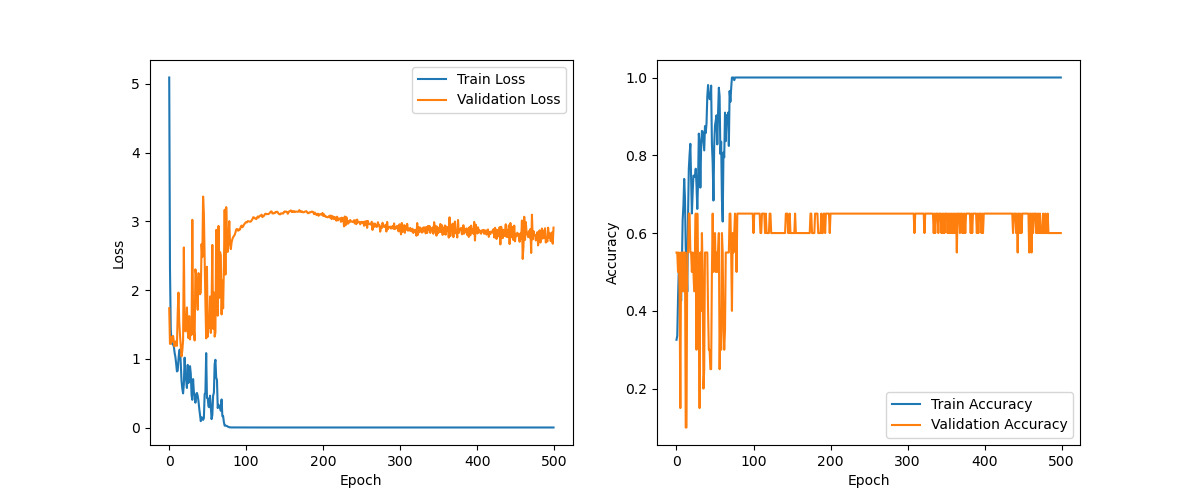 Train Loss
Validation Loss
5
4
3
2
1
0
Loss
0 100 200 300 400 500
Epoch
1.0
0.8
0.6
0.4
0.2
Accuracy
Train Accuracy
Validation Accuracy
0 100 200 300 400 500
Epoch